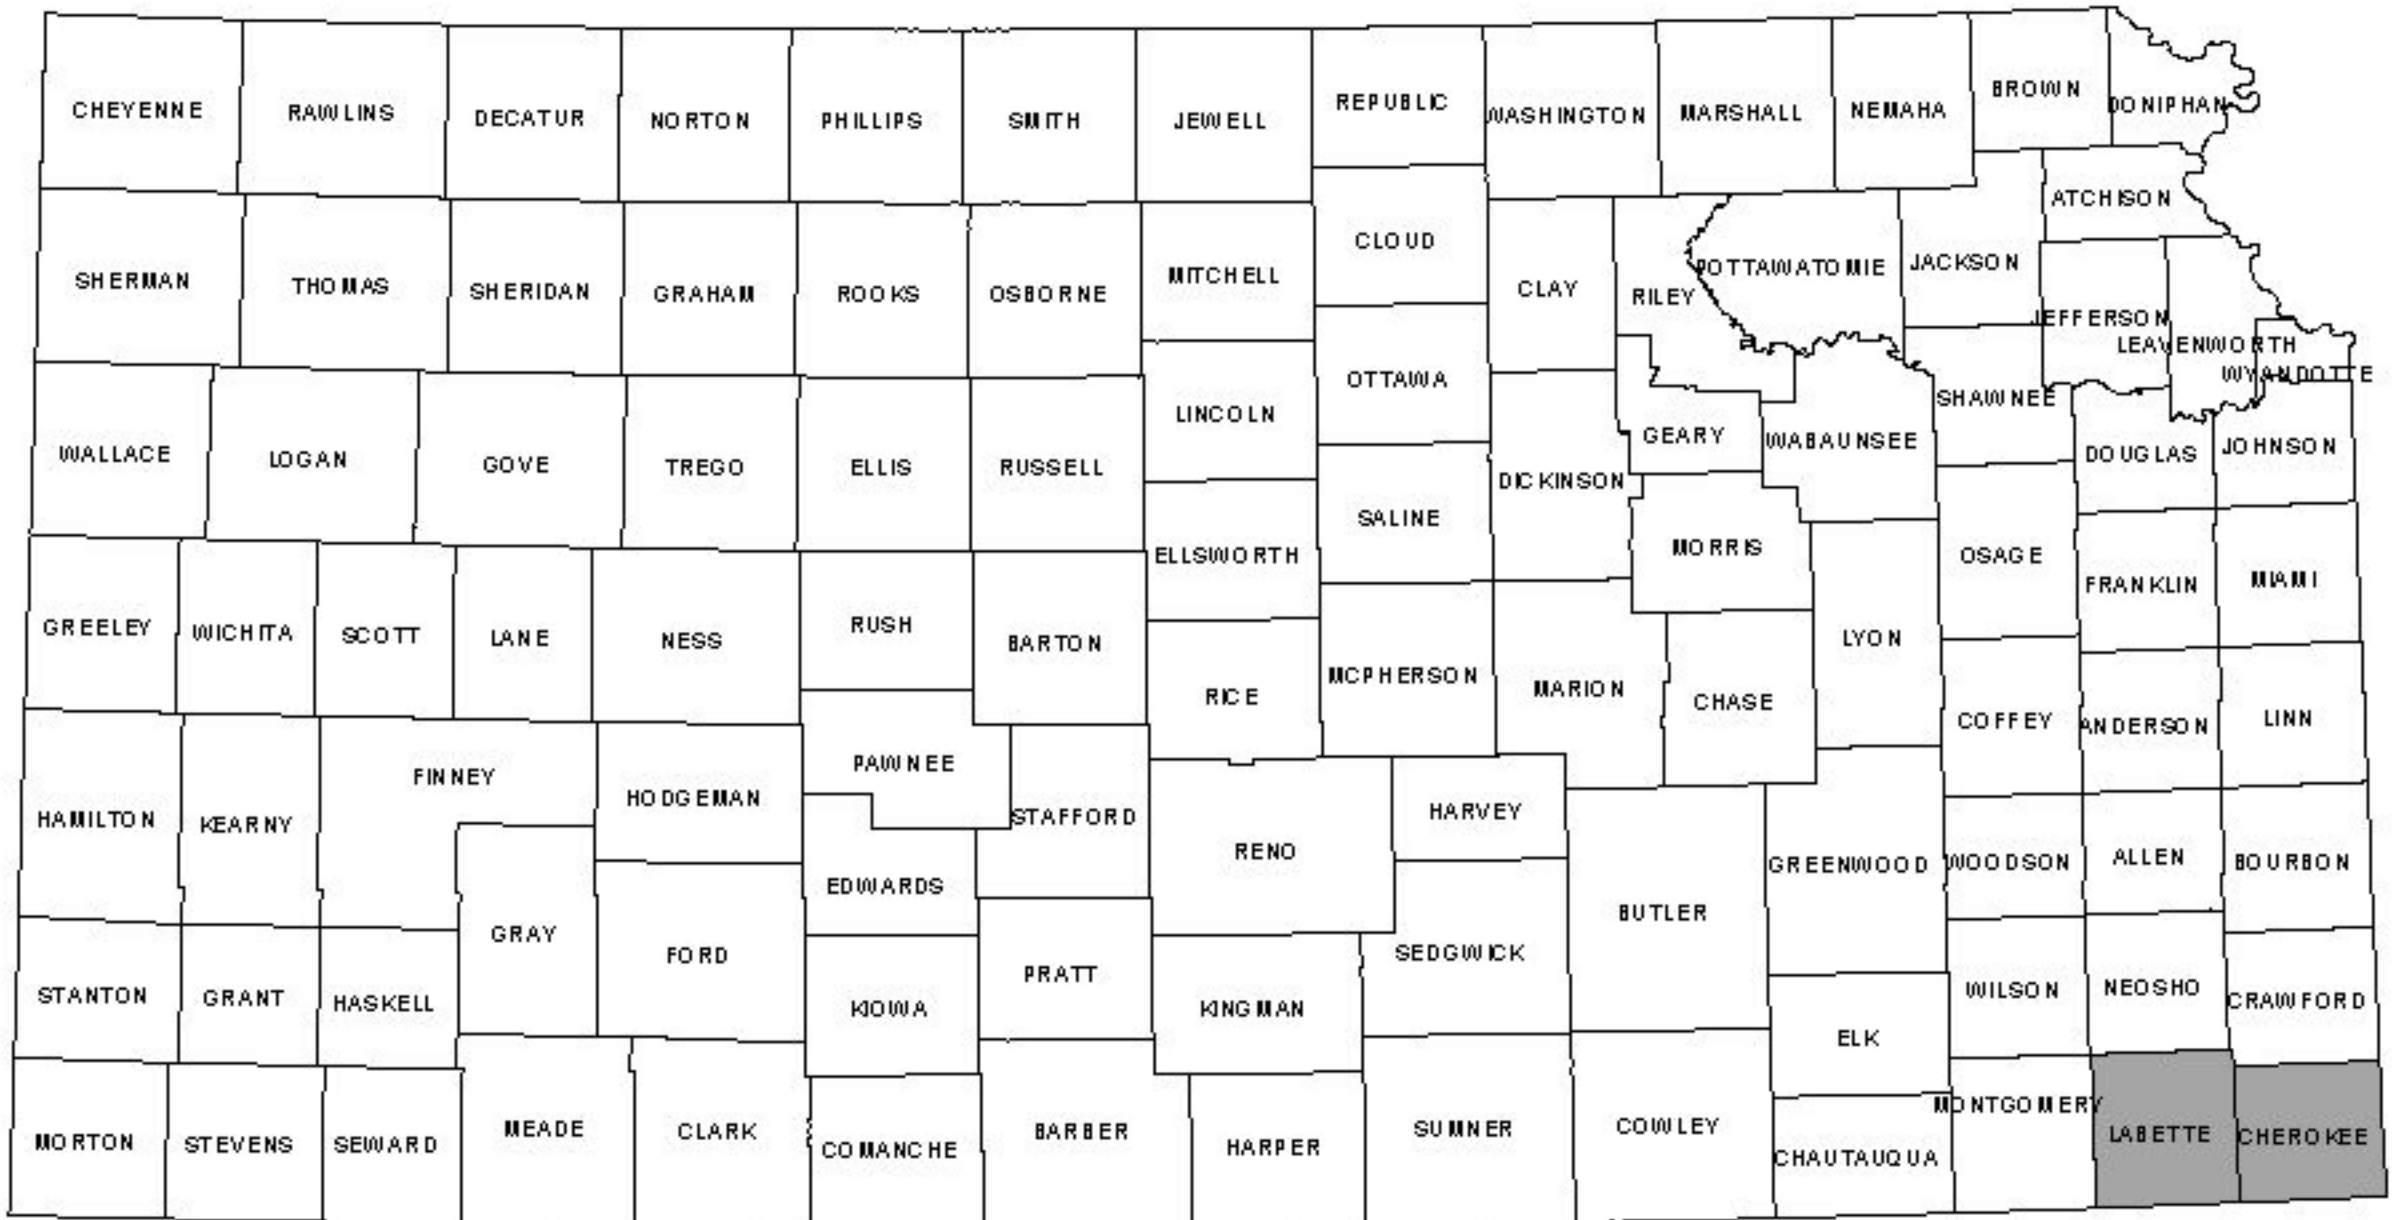 CHEYENNE
RAWLINS
DECATUR
NORTON
PHILLIPS
SMITH
JEWELL
REPUBLIC
WASHINGTON
MARSHALL
NEMAHA
BROWN
DONIPHAN
ATCHISON
SHERMAN
THOMAS
SHERIDAN
GRAHAM
ROOKS
OSBORNE
MITCHELL
CLOUD
CLAY
RILEY
POTTAWATOMIE
JACKSON
JEFFERSON
LEAVENWORTH
WYANDOTTE
WALLACE
LOGAN
GOVE
TREGO
ELLIS
RUSSELL
LINCOLN
OTTAWA
DICKINSON
GEARY
WABAUNSEE
SHAWNEE
DOUGLAS
JOHNSON
ELLSWORTH
SALINE
MORRIS
OSAGE
FRANKLIN
MIAMI
GREELEY
WICHITA
SCOTT
LANE
NESS
RUSH
BARTON
RICE
MCPHERSON
MARION
CHASE
LYON
COFFEY
ANDERSON
LINN
HAMILTON
KEARNY
FINNEY
HODGEMAN
PAWNEE
STAFFORD
RENO
HARVEY
BUTLER
GREENWOOD
WOODSON
ALLEN
BOURBON
EDWARDS
GRAY
FORD
STANTON
GRANT
HASKELL
KIOWA
PRATT
KINGMAN
SEDGWICK
ELK
WILSON
NEOSHO
CRAWFORD
MORTON
STEVENS
SEWARD
MEADE
CLARK
COMANCHE
BARBER
HARPER
SUMNER
COWLEY
CHAUTAUQUA
MONTGOMERY
LABETTE
CHEROKEE